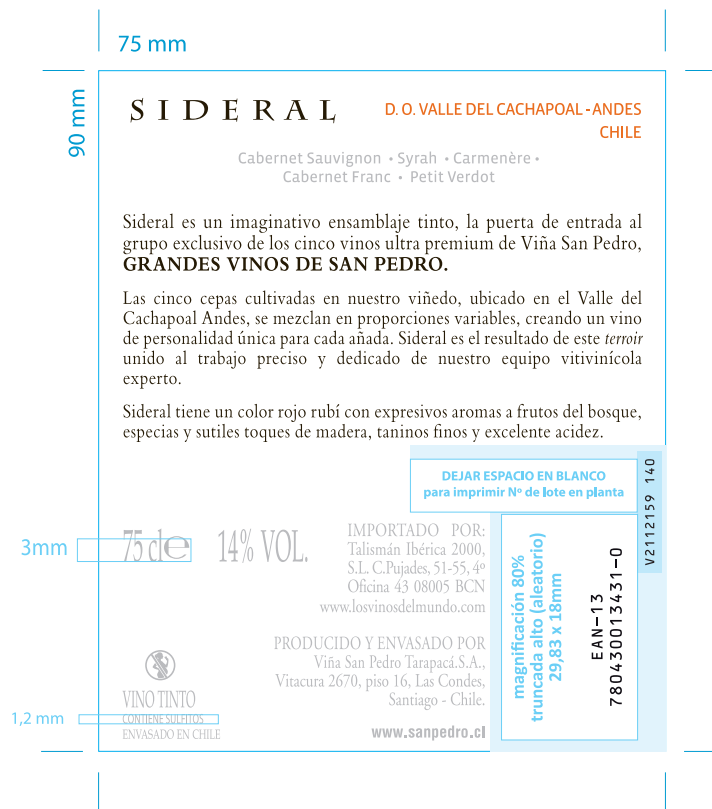 75 mm
90 mm
SIDERAL
D. O. VALLE DEL CACHAPOAL - ANDES
CHILE
Cabernet Sauvignon • Syrah • Carmenère •
Cabernet Franc • Petit Verdot
Sideral es un imaginativo ensamblaje tinto, la puerta de entrada al
grupo exclusivo de los cinco vinos ultra premium de Viña San Pedro,
GRANDES VINOS DE SAN PEDRO.
Las cinco cepas cultivadas en nuestro viñedo, ubicado en el Valle del
Cachapoal Andes, se mezclan en proporciones variables, creando un vino
de personalidad única para cada añada. Sideral es el resultado de este terroir
unido al trabajo preciso y dedicado de nuestro equipo vitivinícola
experto.
Sideral tiene un color rojo rubí con expresivos aromas a frutos del bosque,
especias y sutiles toques de madera, taninos finos y excelente acidez.
DEJAR ESPACIO EN BLANCO
para imprimir Nº de lote en planta
V2112159 140
3mm
75 cl℮ 14% VOL.
IMPORTADO POR:
Talismán Ibérica 2000,
S.L. C.Pujades, 51-55, 4º
Oficina 43 08005 BCN
www.losvinosdelmundo.com
PRODUCIDO Y ENVASADO POR
Viña San Pedro Tarapacá.S.A.,
Vitacura 2670, piso 16, Las Condes,
Santiago - Chile.
www.sanpedro.cl
magnificación 80%
truncada alto (aleatorio)
29,83 x 18mm
EAN-13
780430013431-0
VINO TINTO
1,2 mm
CONTIENE SULFITOS
ENVASADO EN CHILE